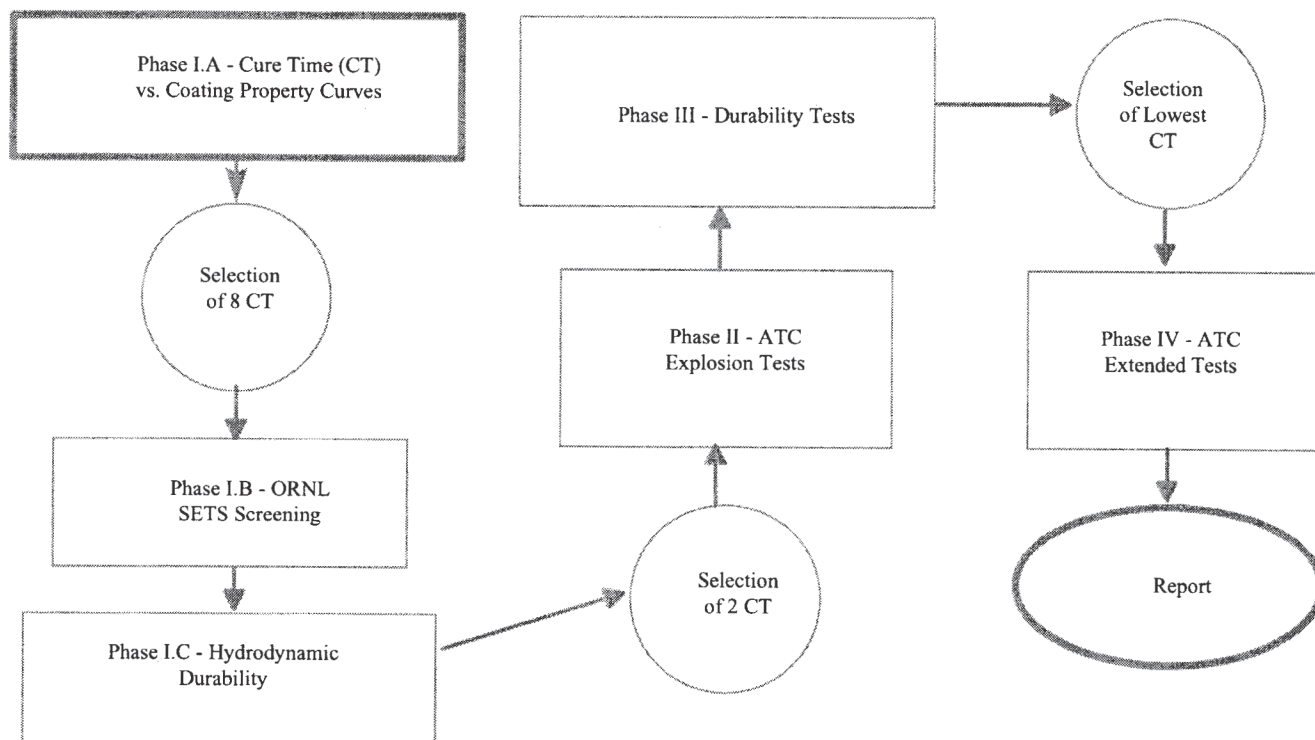 Phase I.A - Cure Time (CT)
vs. Coating Property Curves
Selection
of 8 CT
Phase I.B - ORNL
SETS Screening
Phase I.C - Hydrodynamic
Durability
Selection
of 2 CT
Phase II - ATC
Explosion Tests
Phase III - Durability Tests
Selection
of Lowest
CT
Phase IV - ATC
Extended Tests
Report